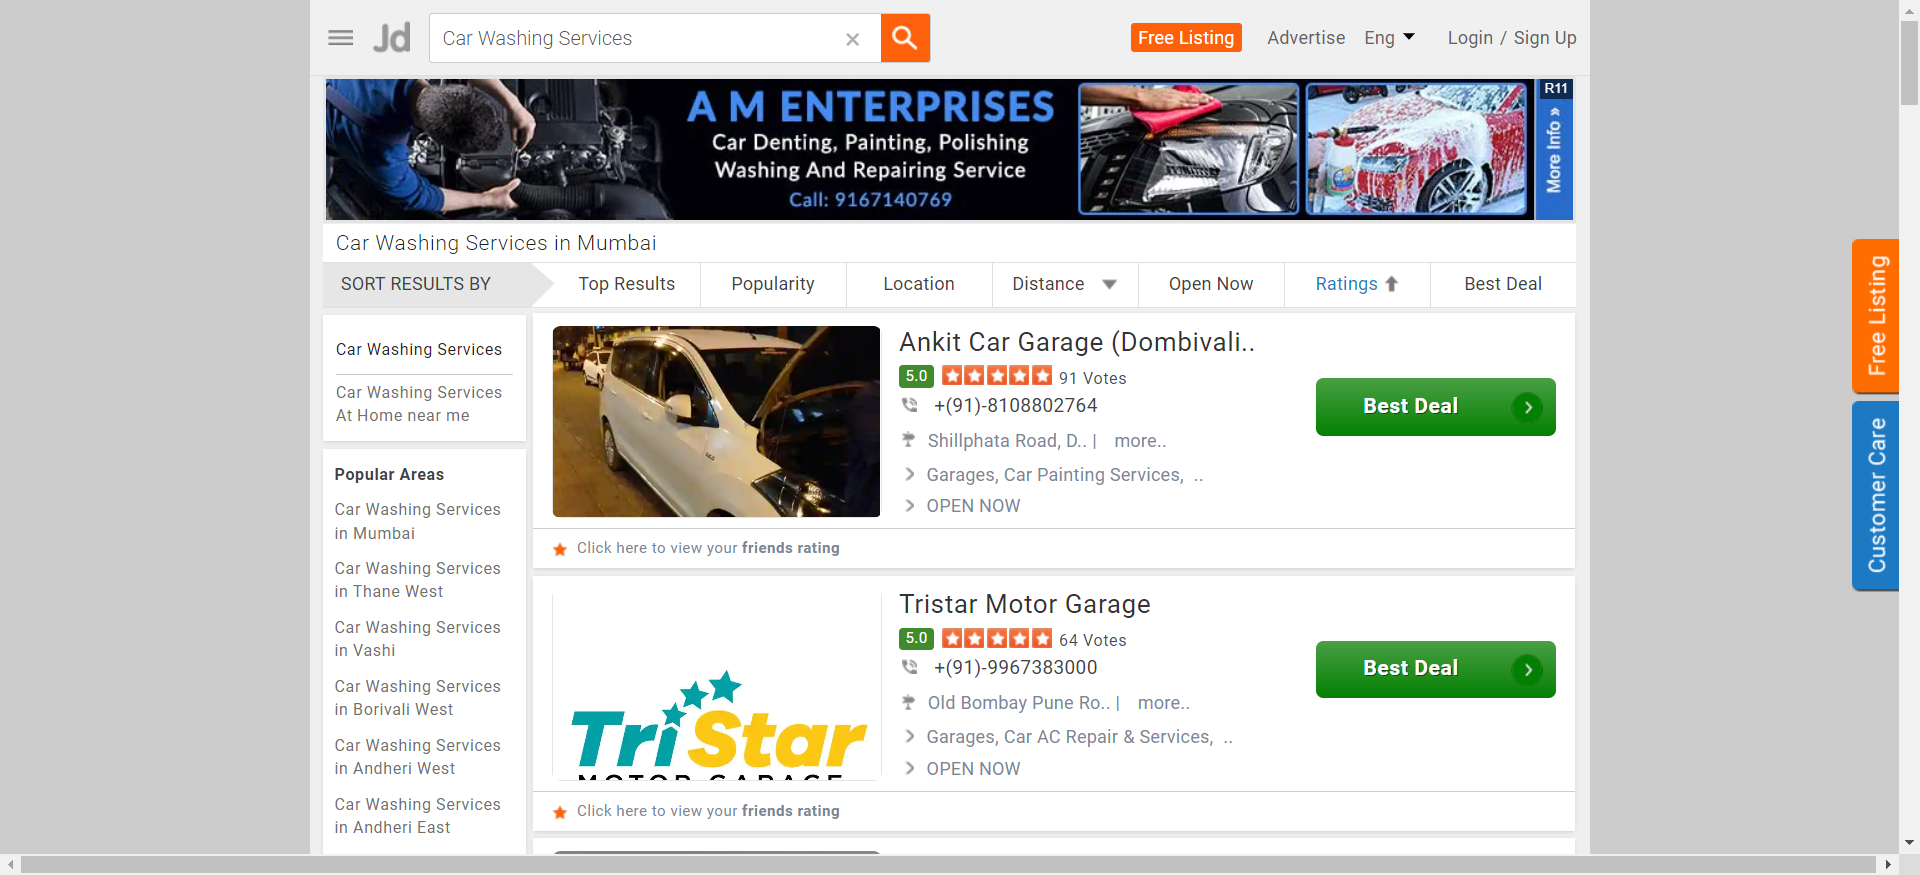 Jd
Car Washing Services
Free Listing
Advertise
Eng
Login / Sign Up
A M ENTERPRISES
Car Denting, Painting, Polishing
Washing And Repairing Service
Call: 9167140769
R11
More Info »
Car Washing Services in Mumbai
SORT RESULTS BY
Top Results
Popularity
Location
Distance
Open Now
Ratings
Best Deal
Car Washing Services
Car Washing Services
At Home near me
Popular Areas
Car Washing Services
in Mumbai
Car Washing Services
in Thane West
Car Washing Services
in Vashi
Car Washing Services
in Borivali West
Car Washing Services
in Andheri West
Car Washing Services
in Andheri East
Ankit Car Garage (Dombivali..
5.0 91 Votes
+(91)-8108802764
Shillphata Road, D.. | more..
Garages, Car Painting Services, ..
OPEN NOW
Best Deal
Click here to view your friends rating
TriStar
MOTOR GARAGE
Tristar Motor Garage
5.0 64 Votes
+(91)-9967383000
Old Bombay Pune Ro.. | more..
Garages, Car AC Repair & Services, ..
OPEN NOW
Best Deal
Click here to view your friends rating
Free Listing
Customer Care